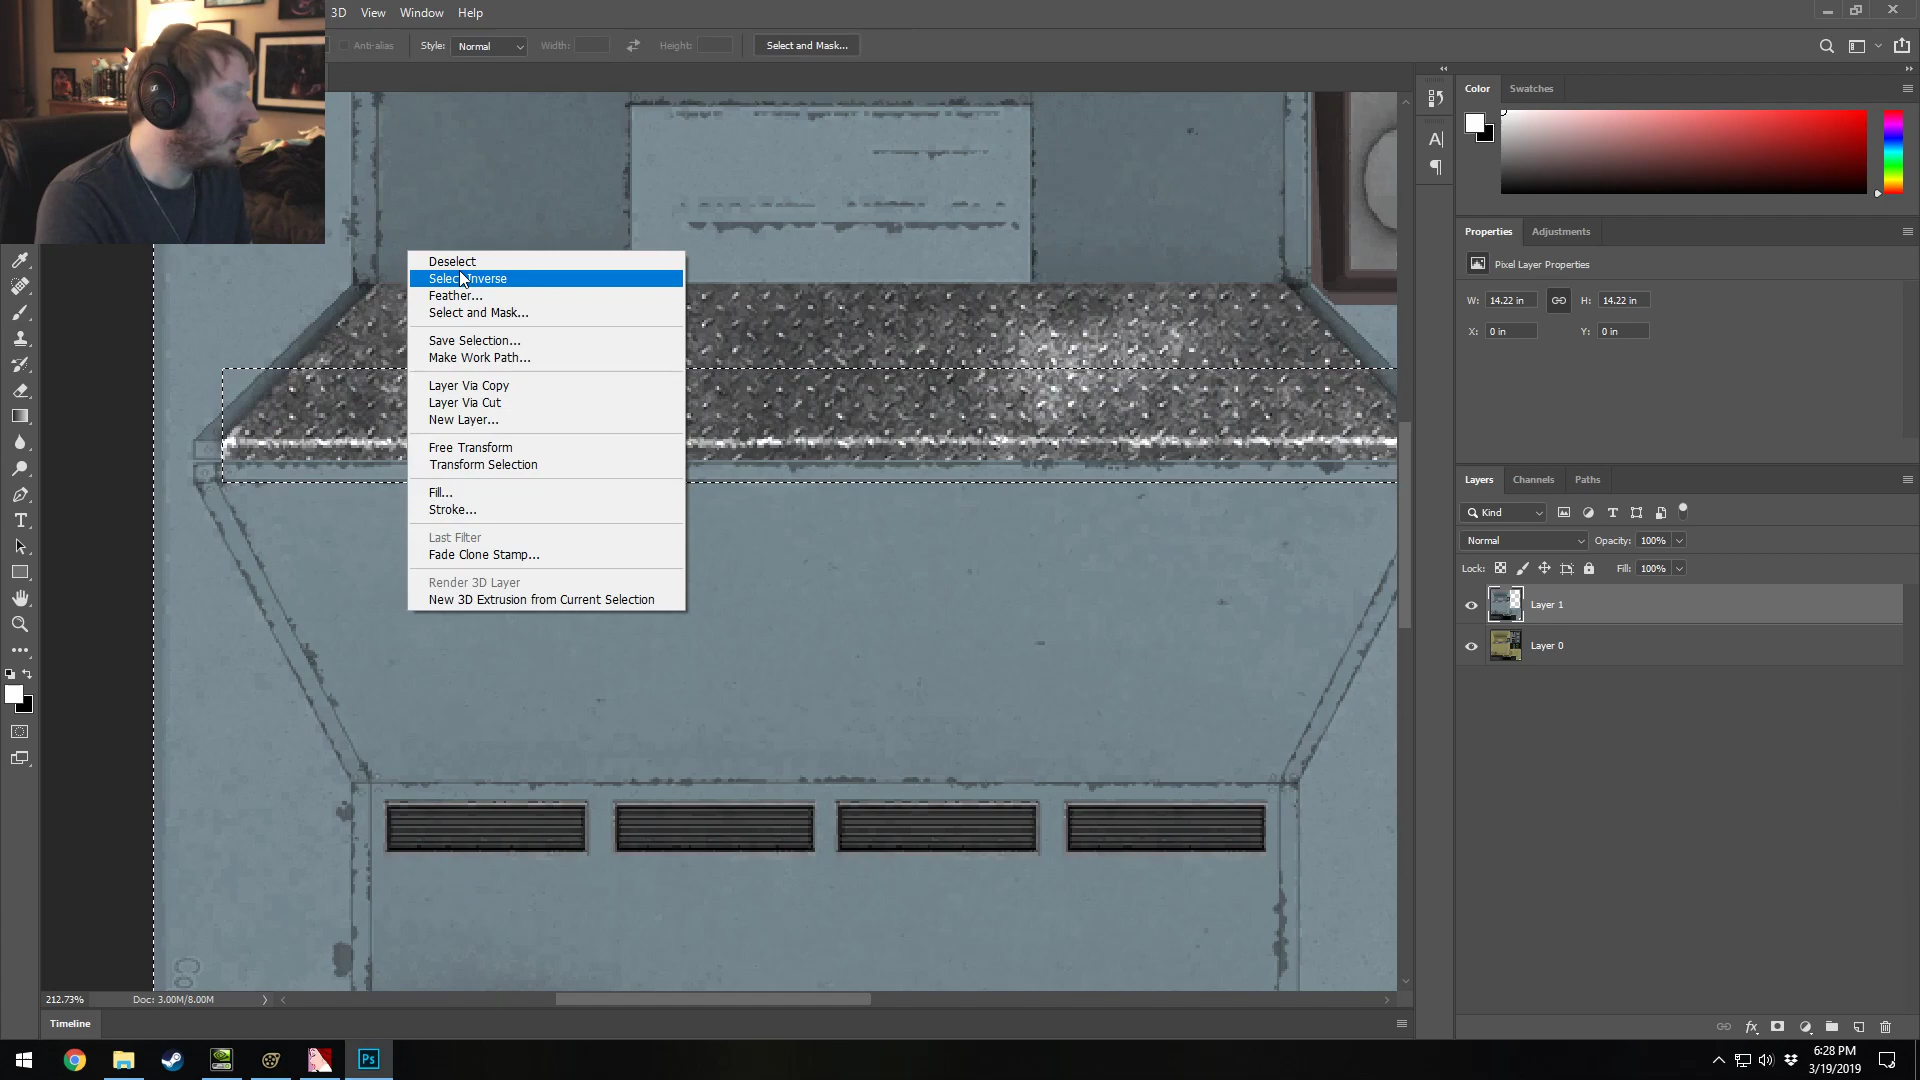 3D View Window Help
Anti-alias Style: Normal Width: Height: Select and Mask...
Color Swatches
Properties Adjustments
Pixel Layer Properties
W: 14.22 in H: 14.22 in
X: 0 in Y: 0 in
Deselect
Select Inverse
Feather...
Select and Mask...
Save Selection...
Make Work Path...
Layer Via Copy
Layer Via Cut
New Layer...
Free Transform
Transform Selection
Fill...
Stroke...
Last Filter
Fade Clone Stamp...
Render 3D Layer
New 3D Extrusion from Current Selection
Layers Channels Paths
Kind
Normal Opacity: 100%
Lock: Fill: 100%
Layer 1
Layer 0
Co
212.73% Doc: 3.00M/8.00M
Timeline
fx
Ps
6:28 PM
3/19/2019